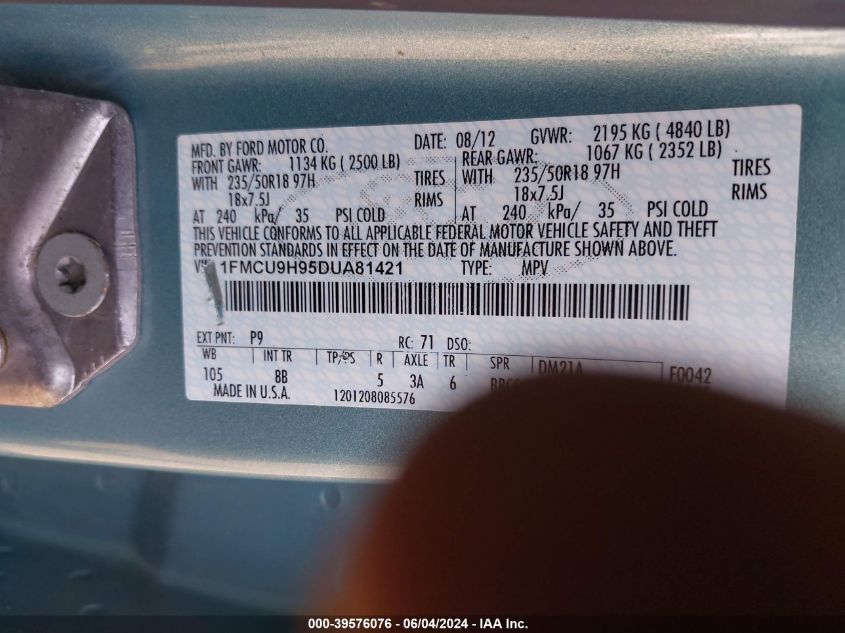 MFD. BY FORD MOTOR CO. DATE: 08/12 GVWR: 2195 KG ( 4840 LB)
FRONT GAWR: 1134 KG ( 2500 LB) REAR GAWR: 1067 KG ( 2352 LB)
WITH 235/50R18 97H TIRES WITH 235/50R18 97H TIRES
18x7.5J RIMS 18x7.5J RIMS
AT 240 kPa/ 35 PSI COLD AT 240 kPa/ 35 PSI COLD
THIS VEHICLE CONFORMS TO ALL APPLICABLE FEDERAL MOTOR VEHICLE SAFETY AND THEFT
PREVENTION STANDARDS IN EFFECT ON THE DATE OF MANUFACTURE SHOWN ABOVE.
1FMCU9H95DUA81421 TYPE: MPV
EXT PNT: P9 RC: 71 DSO:
WB INT TR TP/PS R AXLE TR SPR DM21A F0042
105 8B 5 3A 6
MADE IN U.S.A. 1201208085576
000-39576076 - 06/04/2024 - IAA Inc.